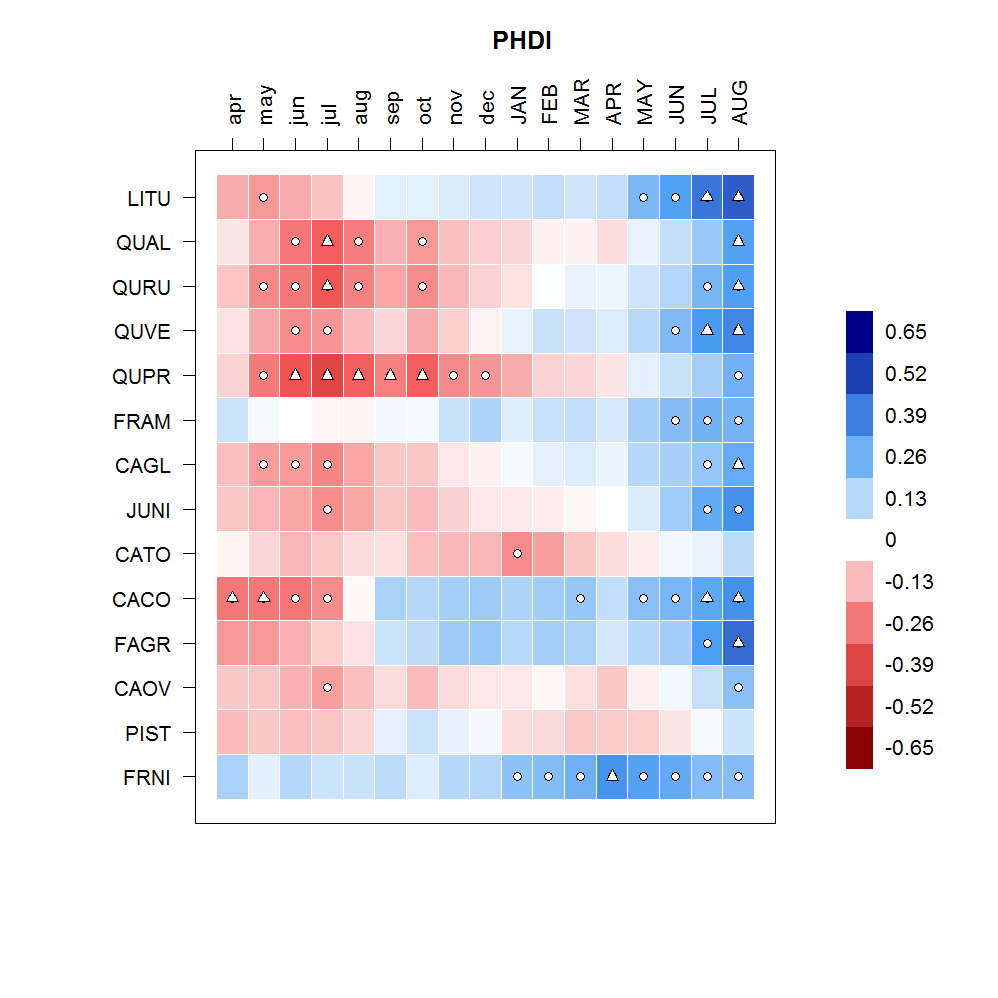 PHDI
apr may jun jul aug sep oct nov dec JAN FEB MAR APR MAY JUN JUL AUG
LITU
QUAL
QURU
QUVE
QUPR
FRAM
CAGL
JUNI
CATO
CACO
FAGR
CAOV
PIST
FRNI
0.65
0.52
0.39
0.26
0.13
0
-0.13
-0.26
-0.39
-0.52
-0.65